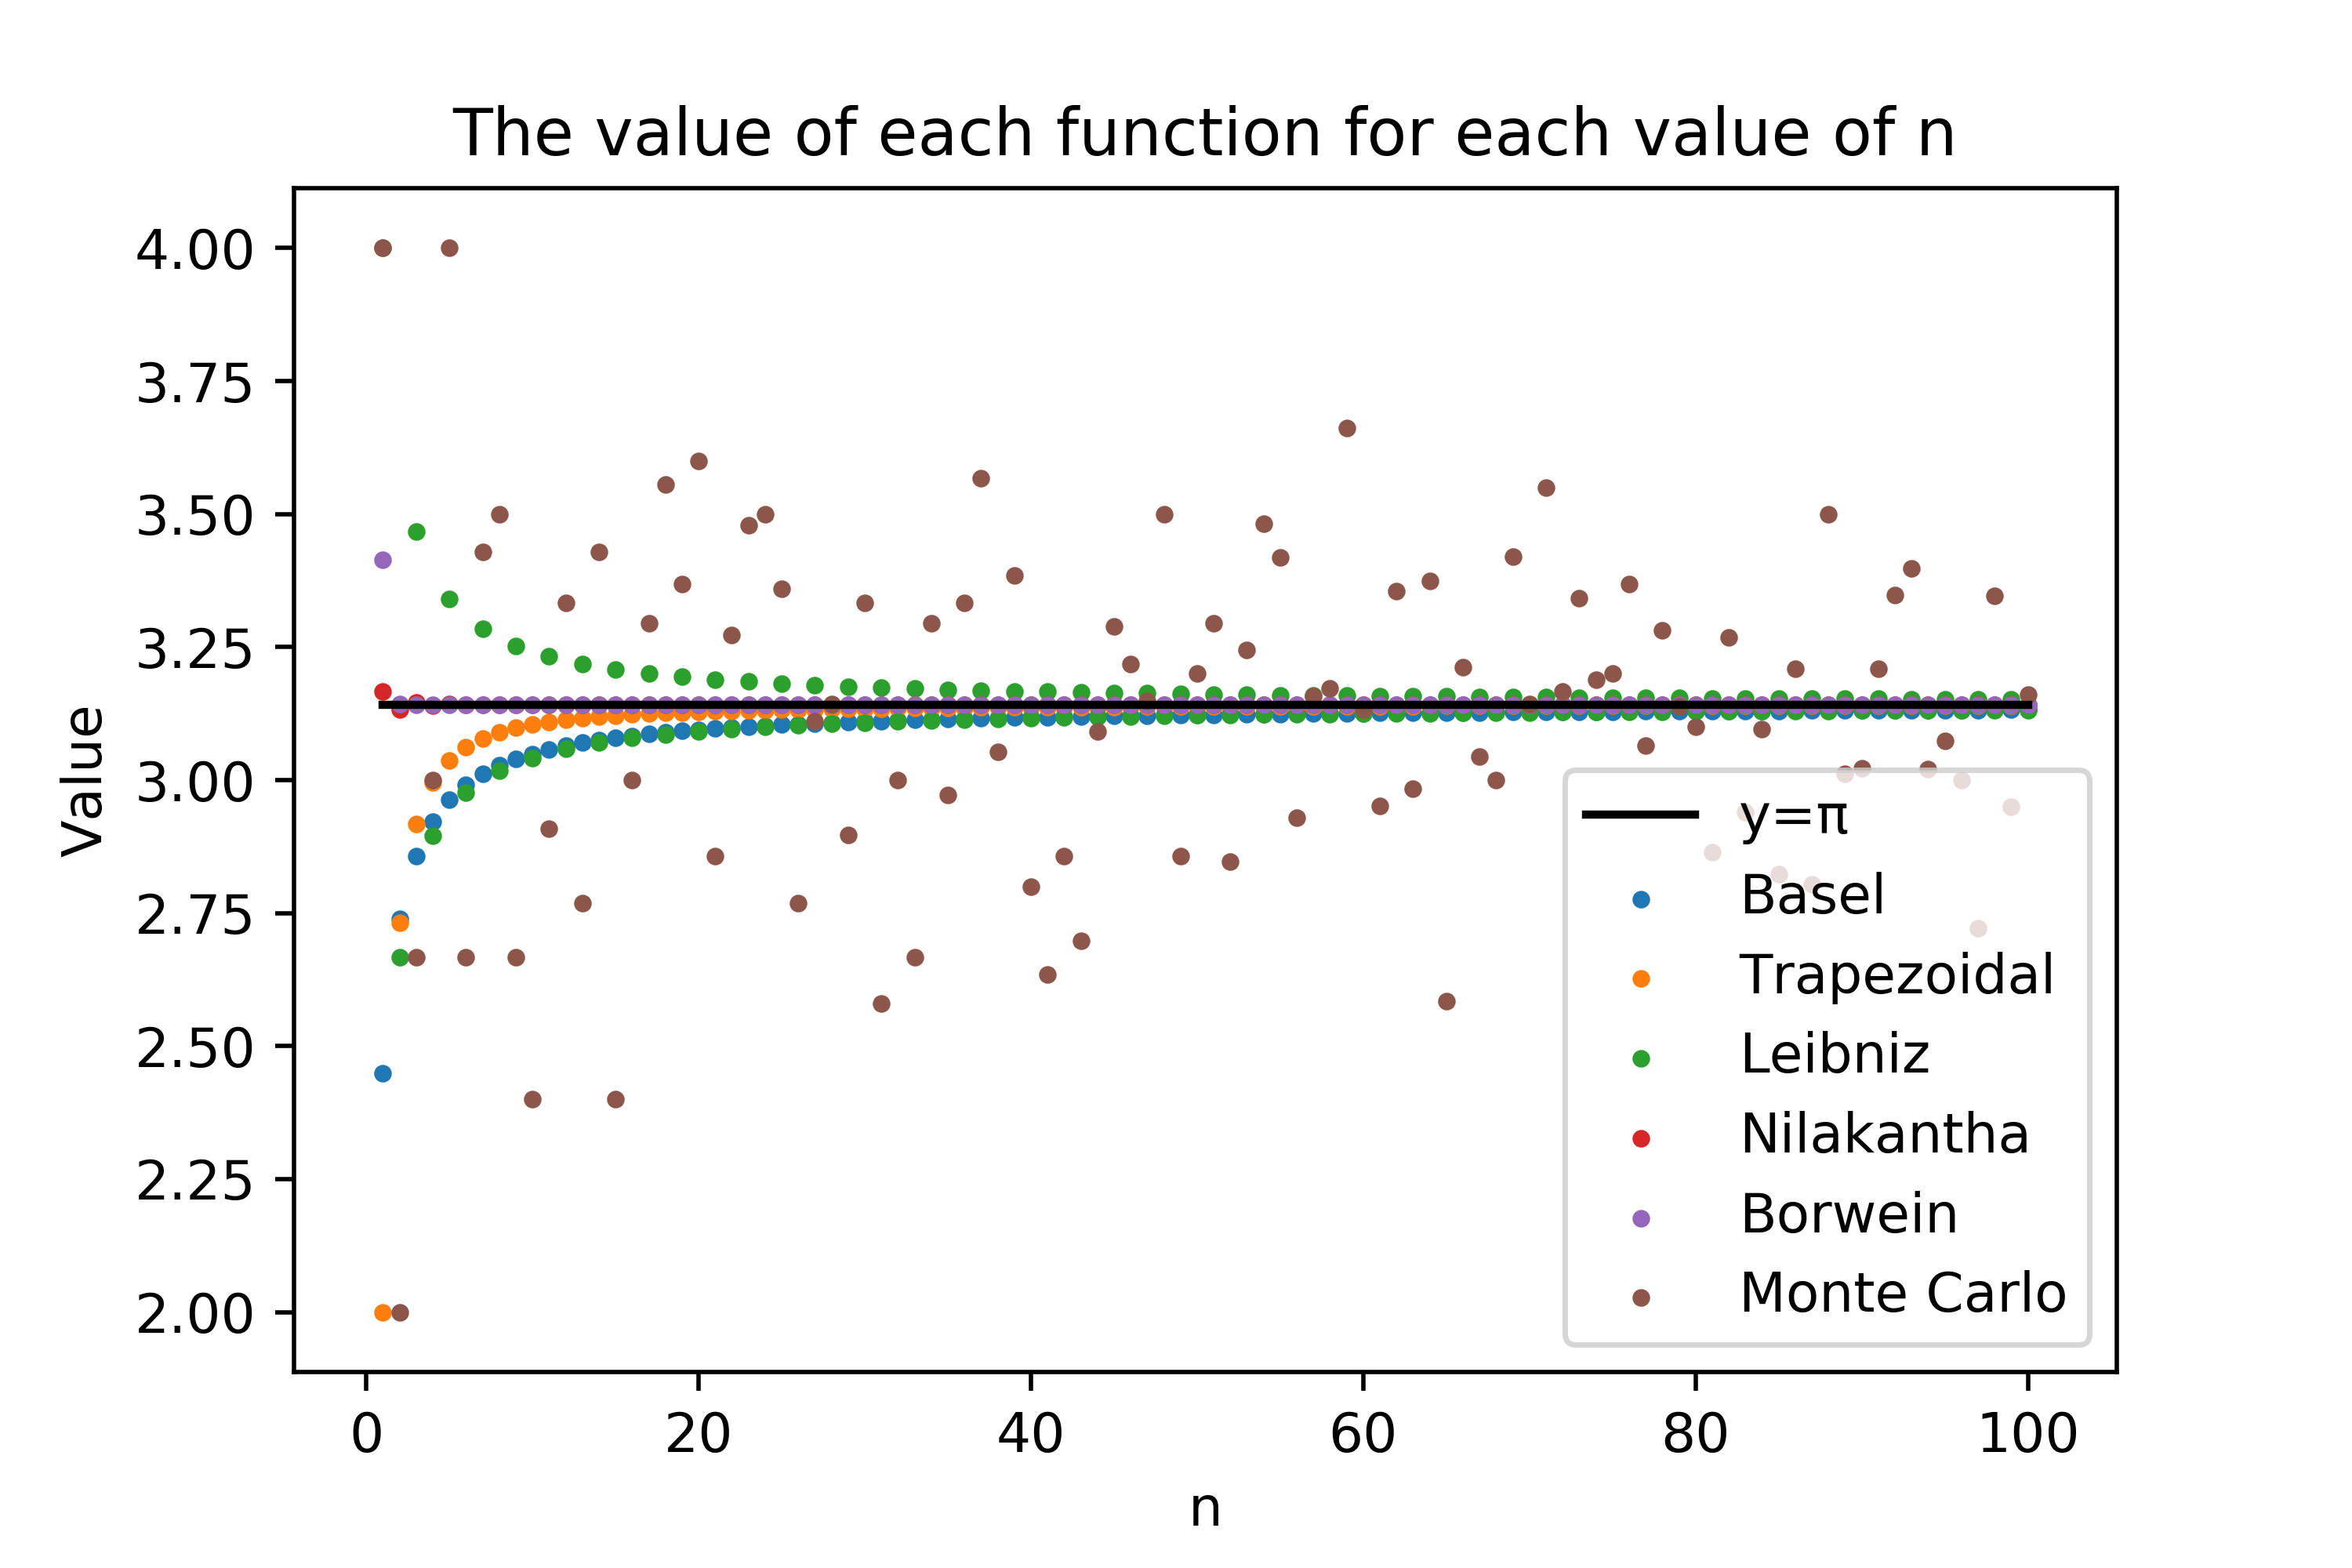 The value of each function for each value of n
4.00
3.75
3.50
3.25
3.00
2.75
2.50
2.25
2.00
Value
0 20 40 60 80 100
n
y=π
Basel
Trapezoidal
Leibniz
Nilakantha
Borwein
Monte Carlo